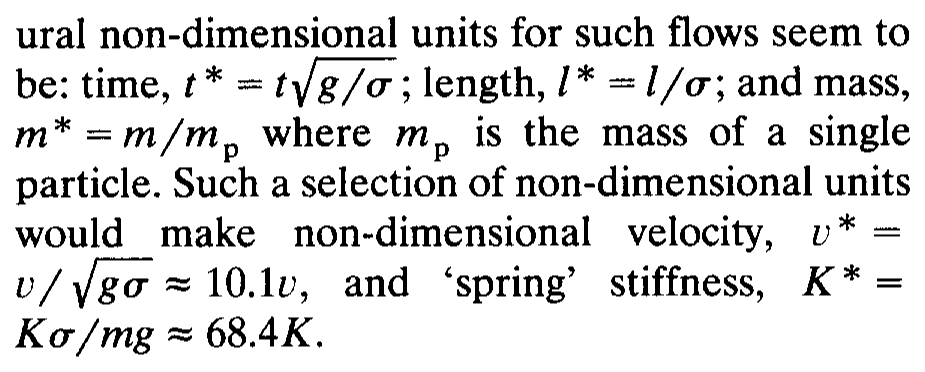 ural non-dimensional units for such flows seem to
be: time, t* = t√g/σ; length, l* = l/σ; and mass,
m* = m/mp where mp is the mass of a single
particle. Such a selection of non-dimensional units
would make non-dimensional velocity, v* =
v/√gσ ≈ 10.1v, and ‘spring’ stiffness, K* =
Kσ/mg ≈ 68.4K.